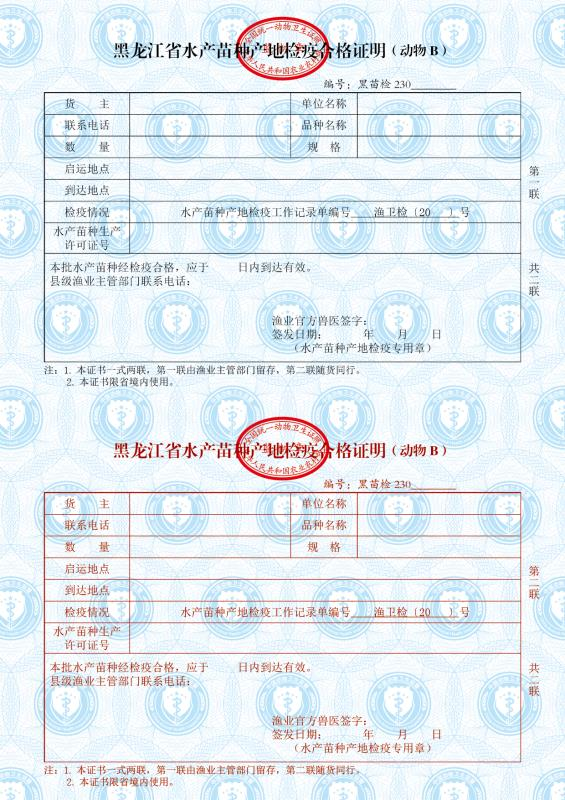 黑龙江省水产苗种产地检疫合格证明（动物B）
编号：黑苗检230
货 主 单位名称
联系电话 品种名称
数 量 规 格
启运地点
到达地点
检疫情况 水产苗种产地检疫工作记录单编号 渔卫检〔20 〕号
水产苗种生产
许可证号
本批水产苗种经检疫合格，应于 日内到达有效。
县级渔业主管部门联系电话：
渔业官方兽医签字：
签发日期： 年 月 日
（水产苗种产地检疫专用章）
第一联
共二联
注：1. 本证书一式两联，第一联由渔业主管部门留存，第二联随货同行。
2. 本证书限省境内使用。
黑龙江省水产苗种产地检疫合格证明（动物B）
编号：黑苗检230
货 主 单位名称
联系电话 品种名称
数 量 规 格
启运地点
到达地点
检疫情况 水产苗种产地检疫工作记录单编号 渔卫检〔20 〕号
水产苗种生产
许可证号
本批水产苗种经检疫合格，应于 日内到达有效。
县级渔业主管部门联系电话：
渔业官方兽医签字：
签发日期： 年 月 日
（水产苗种产地检疫专用章）
第二联
共二联
注：1. 本证书一式两联，第一联由渔业主管部门留存，第二联随货同行。
2. 本证书限省境内使用。